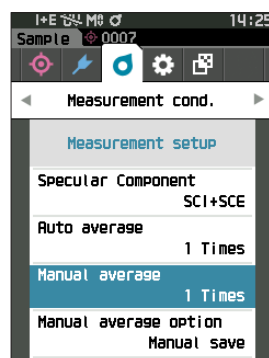 I+E M0 14:25
Sample 0007
Measurement cond.
Measurement setup
Specular Component
SCI+SCE
Auto average
1 Times
Manual average
1 Times
Manual average option
Manual save